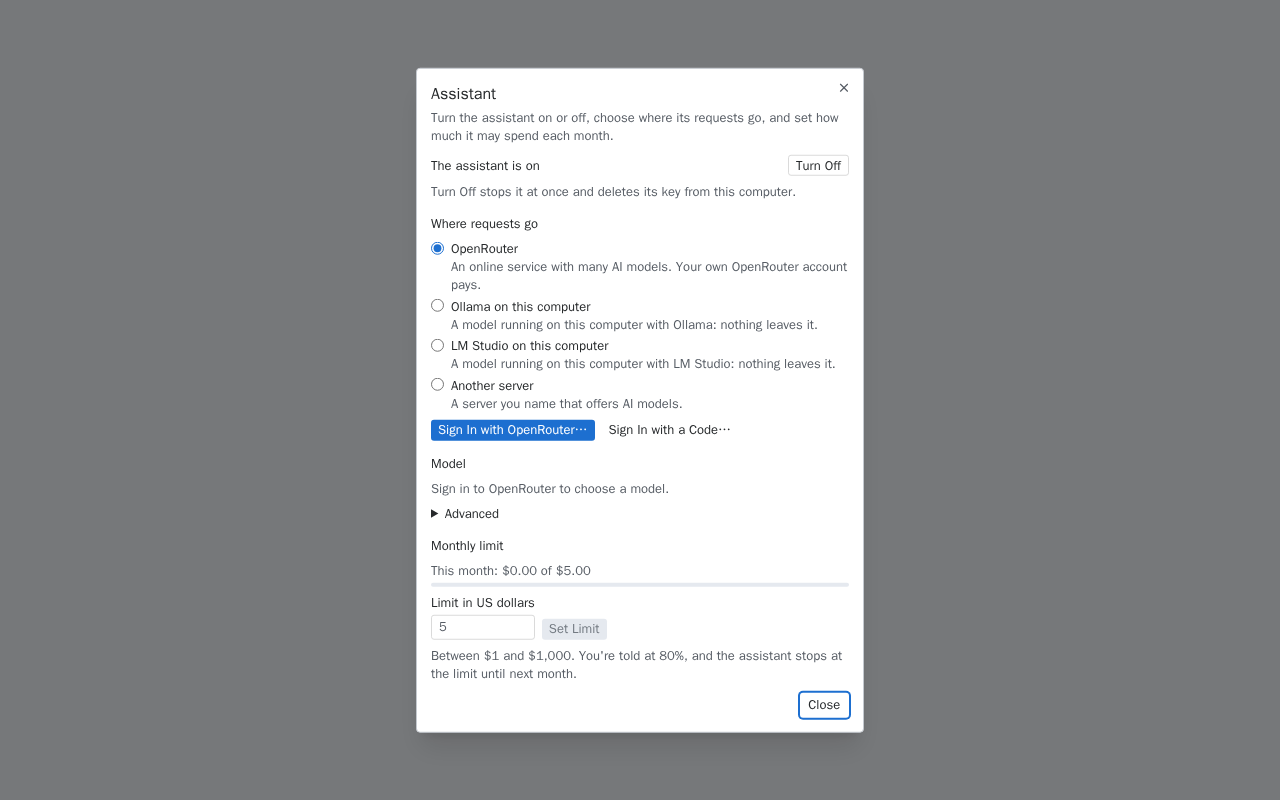 Assistant
Turn the assistant on or off, choose where its requests go, and set how
much it may spend each month.
The assistant is on
Turn Off
Turn Off stops it at once and deletes its key from this computer.
Where requests go
OpenRouter
An online service with many AI models. Your own OpenRouter account
pays.
Ollama on this computer
A model running on this computer with Ollama: nothing leaves it.
LM Studio on this computer
A model running on this computer with LM Studio: nothing leaves it.
Another server
A server you name that offers AI models.
Sign In with OpenRouter…
Sign In with a Code…
Model
Sign in to OpenRouter to choose a model.
Advanced
Monthly limit
This month: $0.00 of $5.00
Limit in US dollars
5
Set Limit
Between $1 and $1,000. You're told at 80%, and the assistant stops at
the limit until next month.
Close